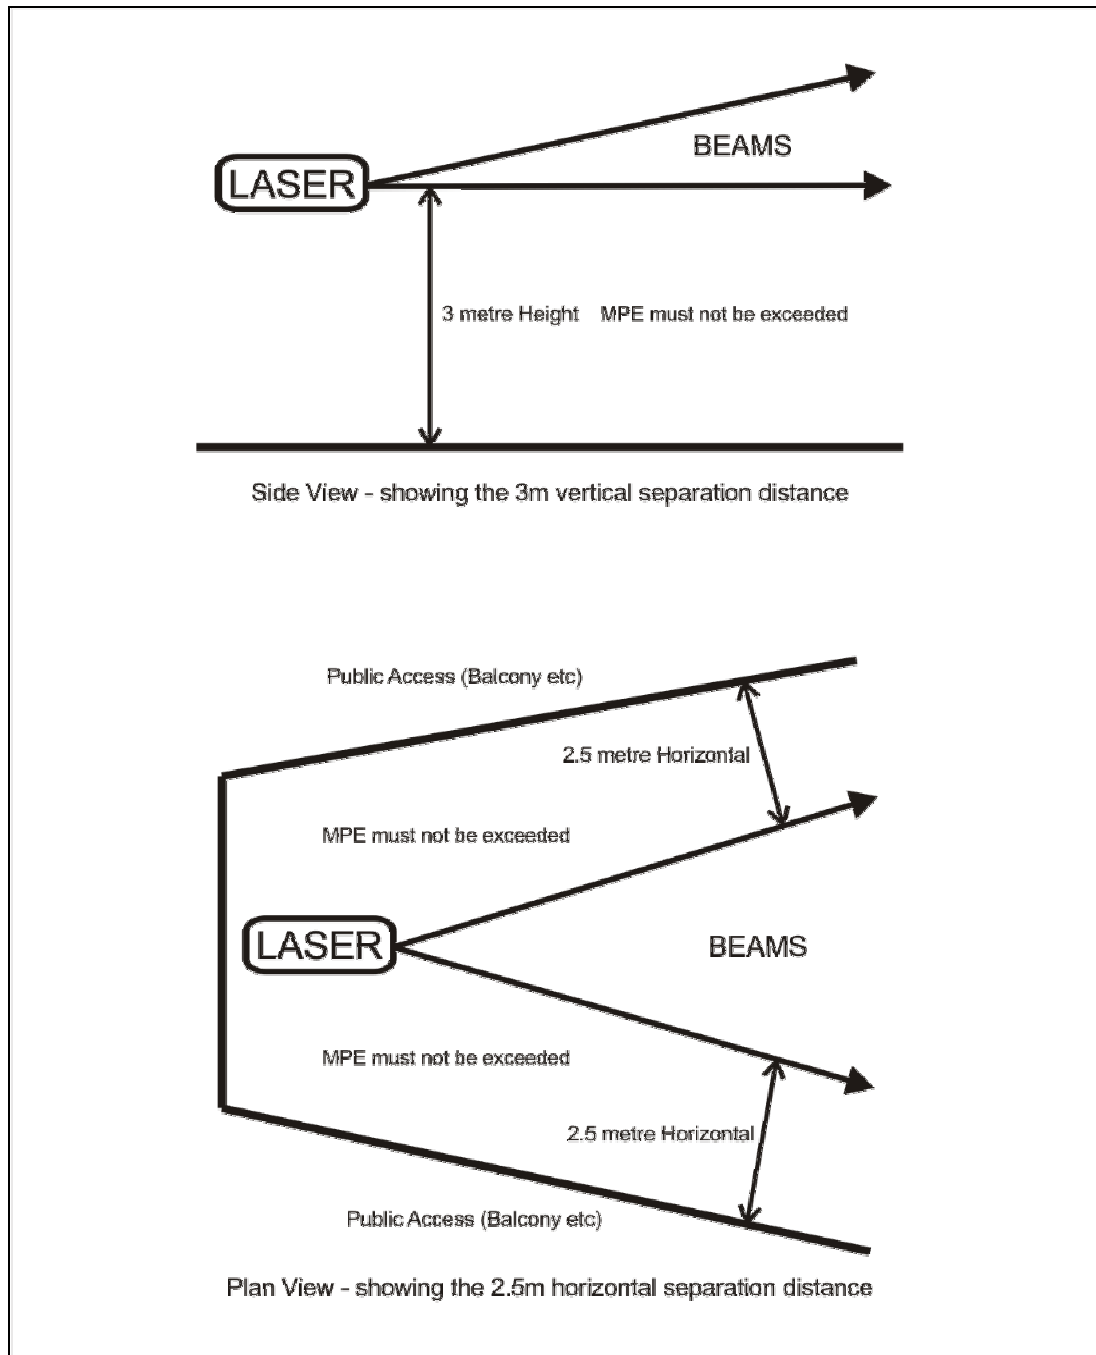 BEAMS
LASER
3 metre Height MPE must not be exceeded
Side View - showing the 3m vertical separation distance
Public Access (Balcony etc)
2.5 metre Horizontal
MPE must not be exceeded
LASER
BEAMS
MPE must not be exceeded
2.5 metre Horizontal
Public Access (Balcony etc)
Plan View - showing the 2.5m horizontal separation distance